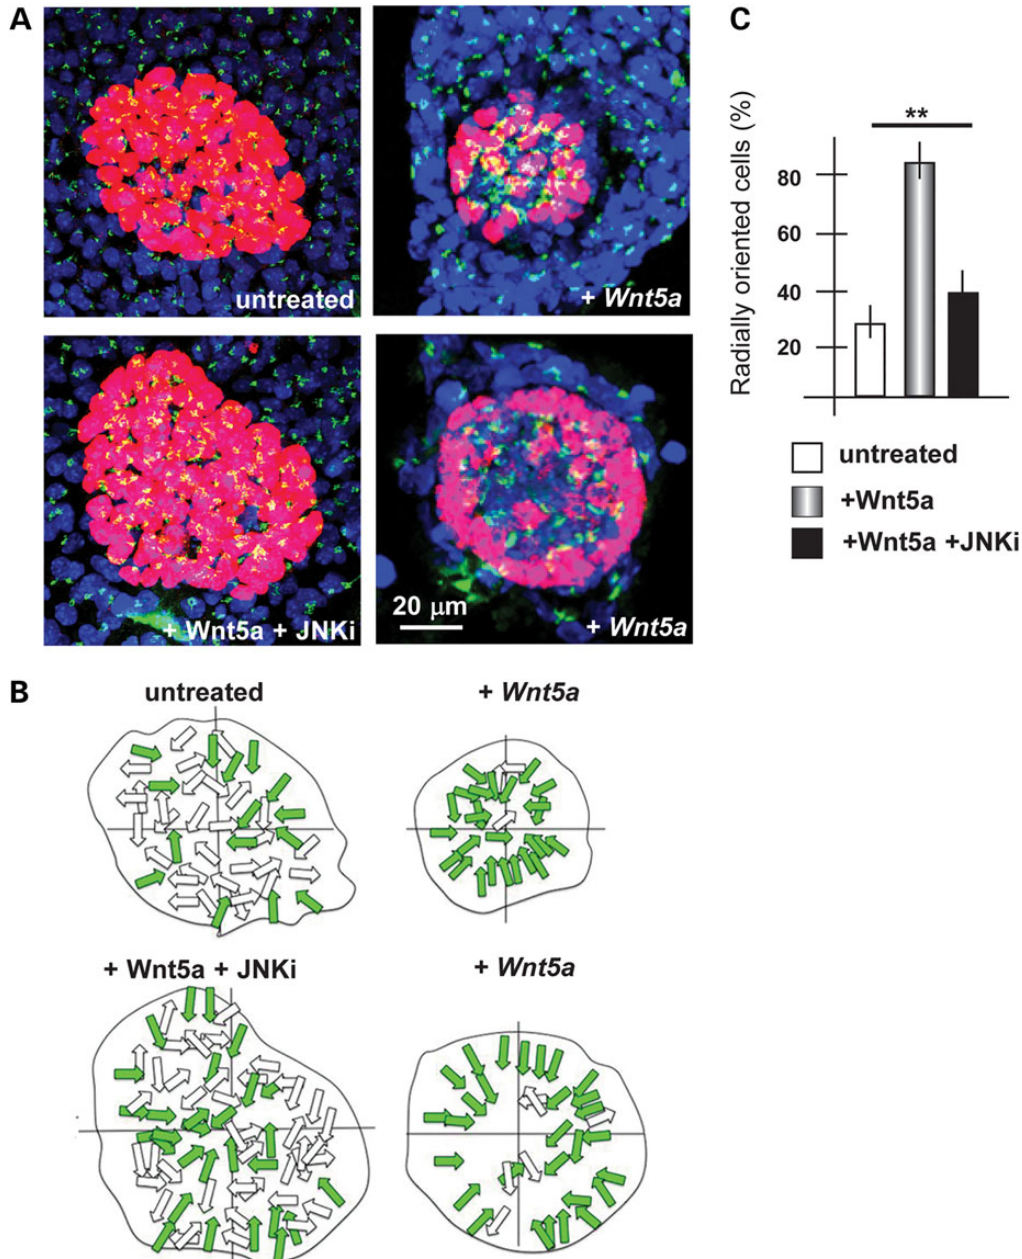 A
untreated
+ Wnt5a
+ Wnt5a + JNKi
20 μm
+ Wnt5a
C
Radially oriented cells (%)
**
80
60
40
20
untreated
+Wnt5a
+Wnt5a +JNKi
B
untreated
+ Wnt5a
+ Wnt5a + JNKi
+ Wnt5a